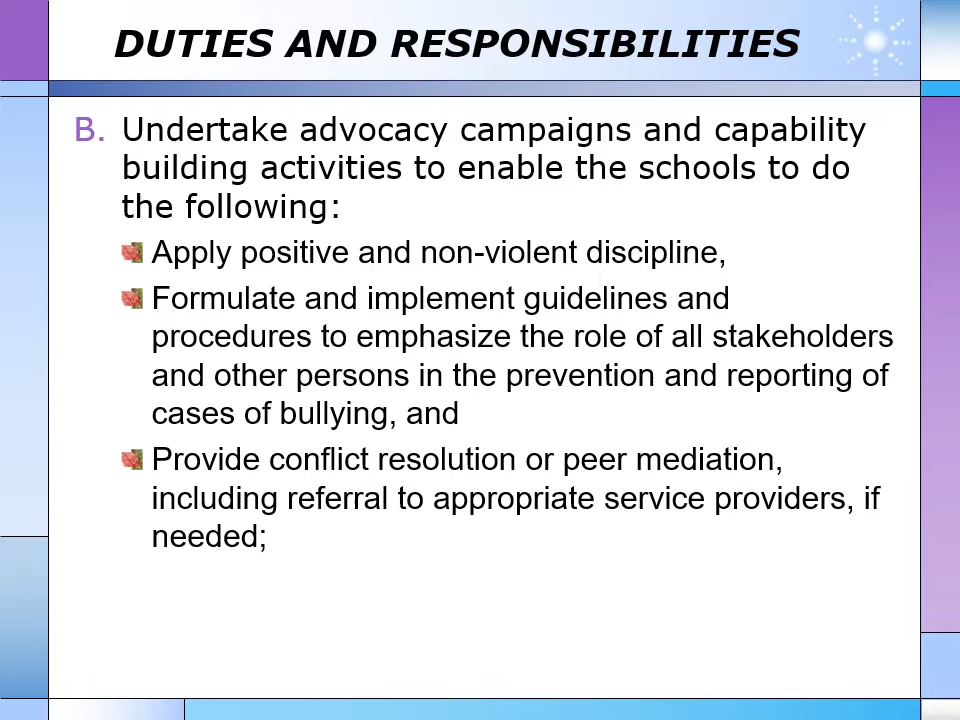 DUTIES AND RESPONSIBILITIES
B. Undertake advocacy campaigns and capability
building activities to enable the schools to do
the following:
Apply positive and non-violent discipline,
Formulate and implement guidelines and
procedures to emphasize the role of all stakeholders
and other persons in the prevention and reporting of
cases of bullying, and
Provide conflict resolution or peer mediation,
including referral to appropriate service providers, if
needed;